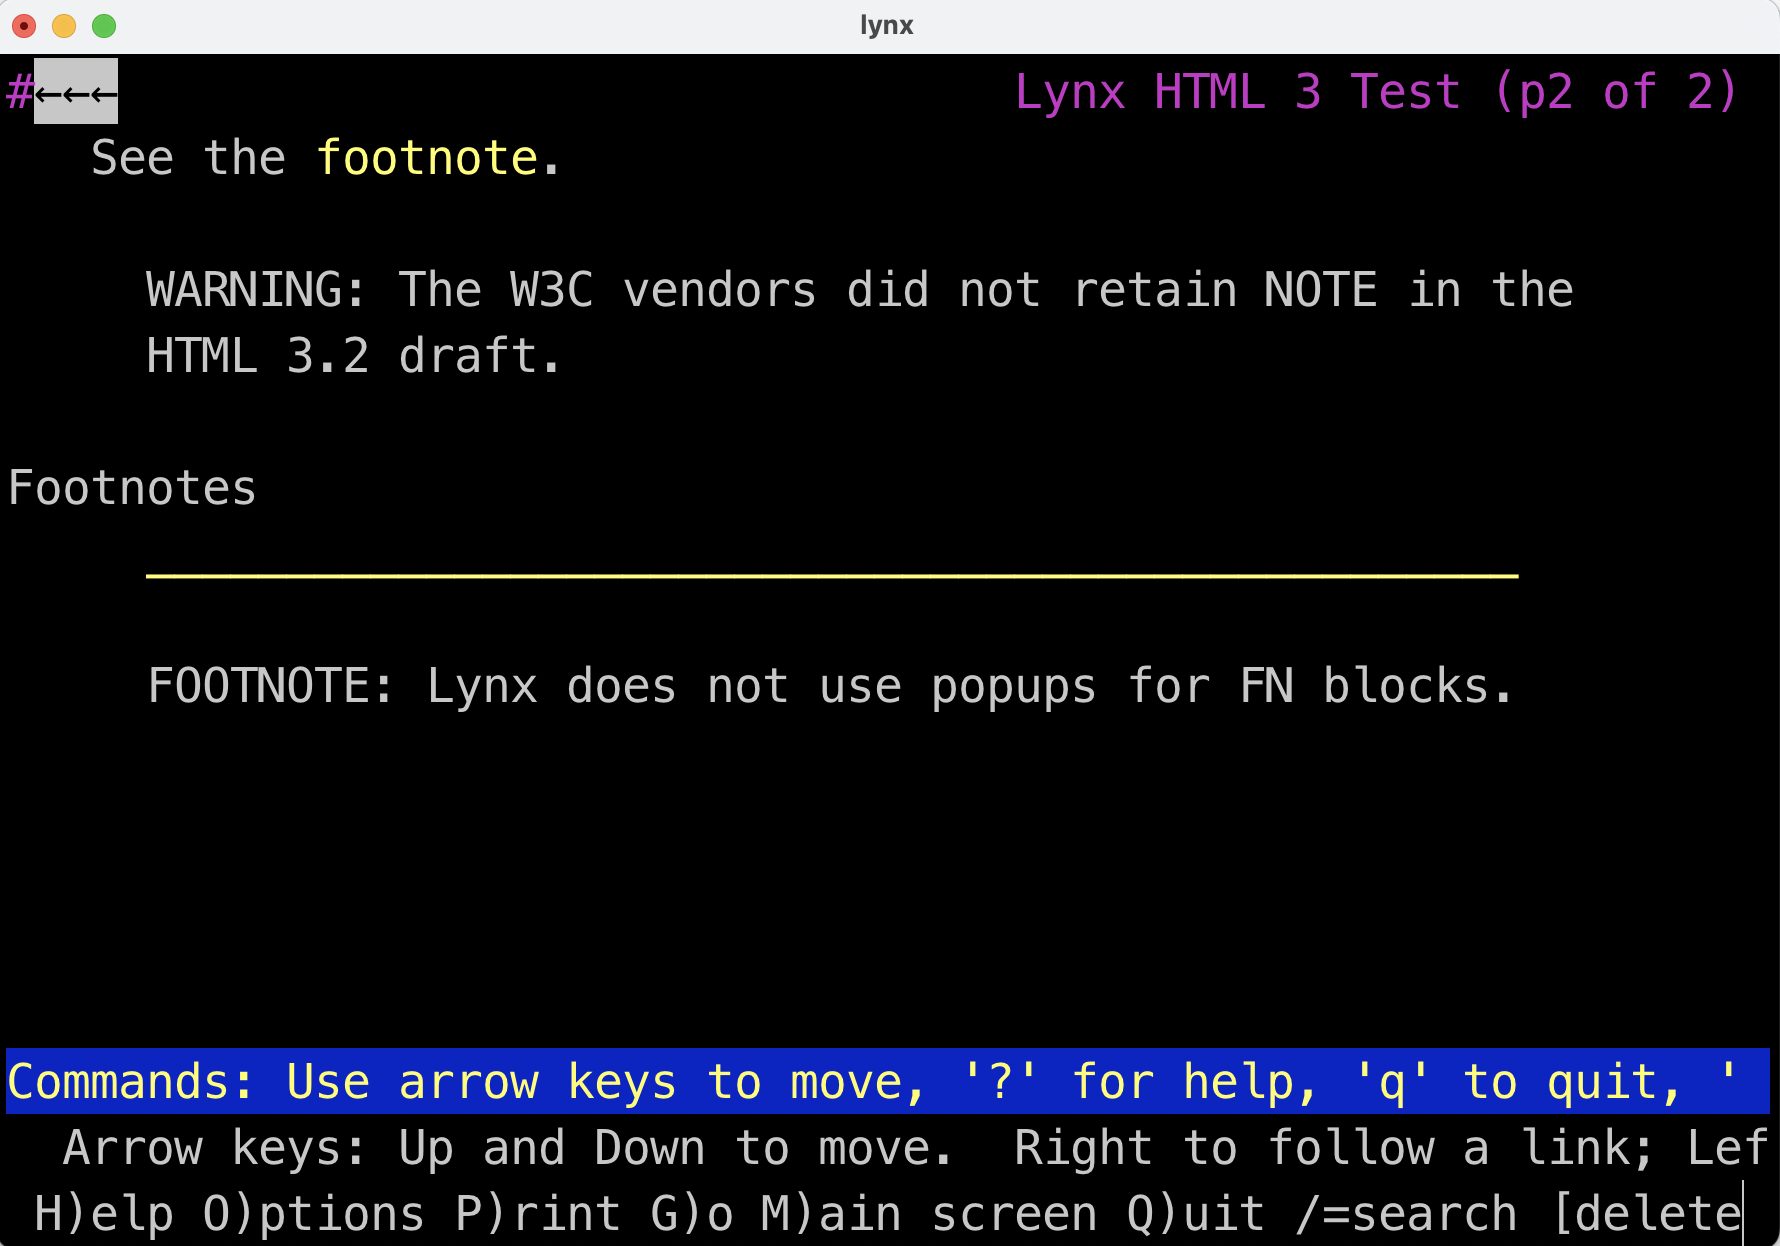 lynx
#←←← Lynx HTML 3 Test (p2 of 2)
See the footnote.
WARNING: The W3C vendors did not retain NOTE in the
HTML 3.2 draft.
Footnotes
FOOTNOTE: Lynx does not use popups for FN blocks.
Commands: Use arrow keys to move, '?' for help, 'q' to quit, '
Arrow keys: Up and Down to move.  Right to follow a link; Lef
H)elp O)ptions P)rint G)o M)ain screen Q)uit /=search [delete